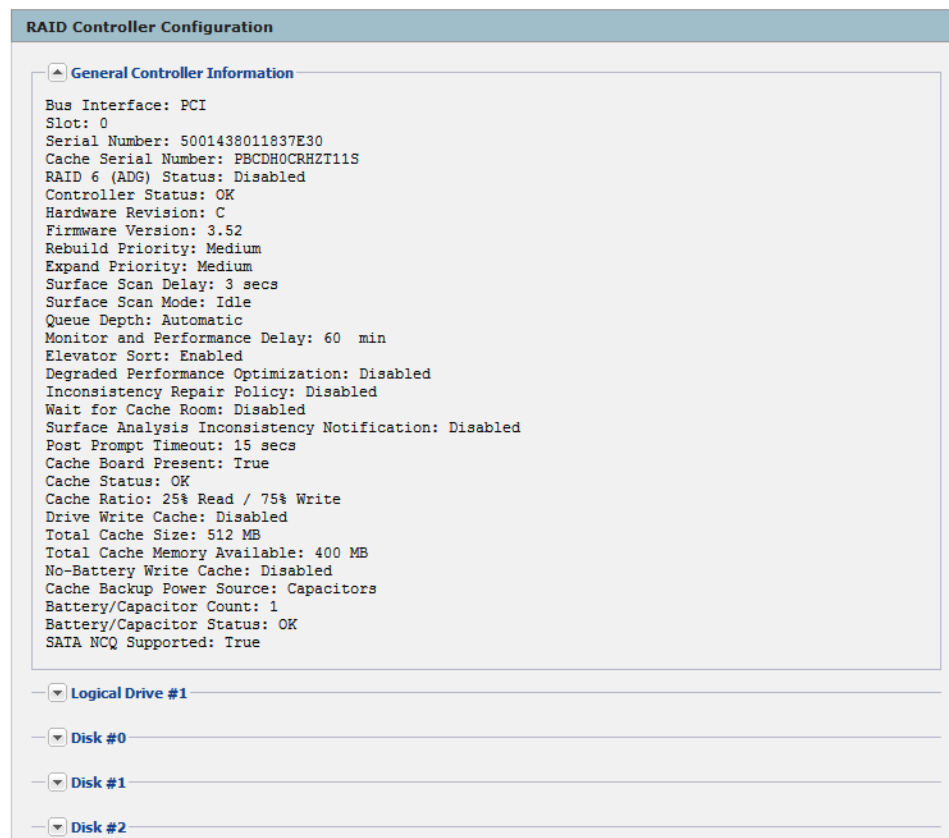 RAID Controller Configuration
General Controller Information
Bus Interface: PCI
Slot: 0
Serial Number: 5001438011837E30
Cache Serial Number: PBCDH0CRHZT11S
RAID 6 (ADG) Status: Disabled
Controller Status: OK
Hardware Revision: C
Firmware Version: 3.52
Rebuild Priority: Medium
Expand Priority: Medium
Surface Scan Delay: 3 secs
Surface Scan Mode: Idle
Queue Depth: Automatic
Monitor and Performance Delay: 60  min
Elevator Sort: Enabled
Degraded Performance Optimization: Disabled
Inconsistency Repair Policy: Disabled
Wait for Cache Room: Disabled
Surface Analysis Inconsistency Notification: Disabled
Post Prompt Timeout: 15 secs
Cache Board Present: True
Cache Status: OK
Cache Ratio: 25% Read / 75% Write
Drive Write Cache: Disabled
Total Cache Size: 512 MB
Total Cache Memory Available: 400 MB
No-Battery Write Cache: Disabled
Cache Backup Power Source: Capacitors
Battery/Capacitor Count: 1
Battery/Capacitor Status: OK
SATA NCQ Supported: True
Logical Drive #1
Disk #0
Disk #1
Disk #2